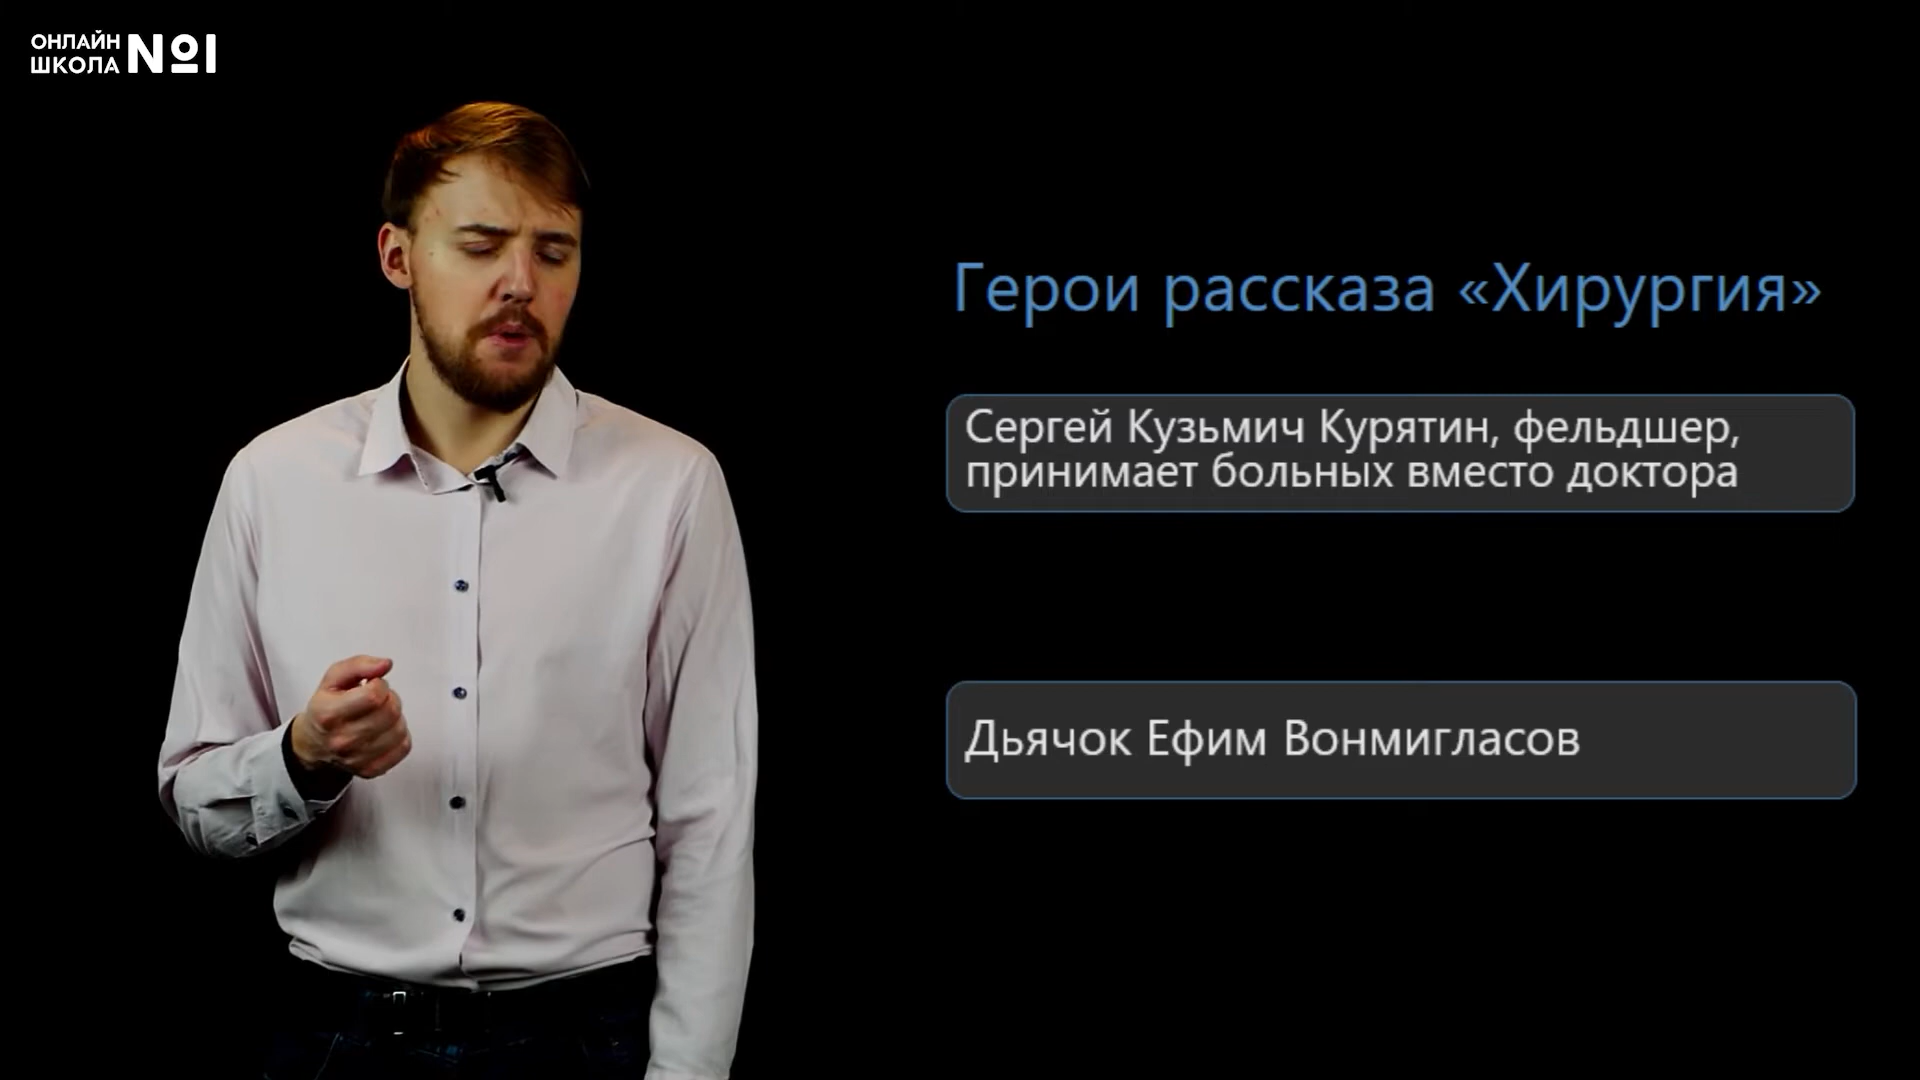 ОНЛАЙН
ШКОЛА №1
Герои рассказа «Хирургия»
Сергей Кузьмич Курятин, фельдшер,
принимает больных вместо доктора
Дьячок Ефим Вонмигласов